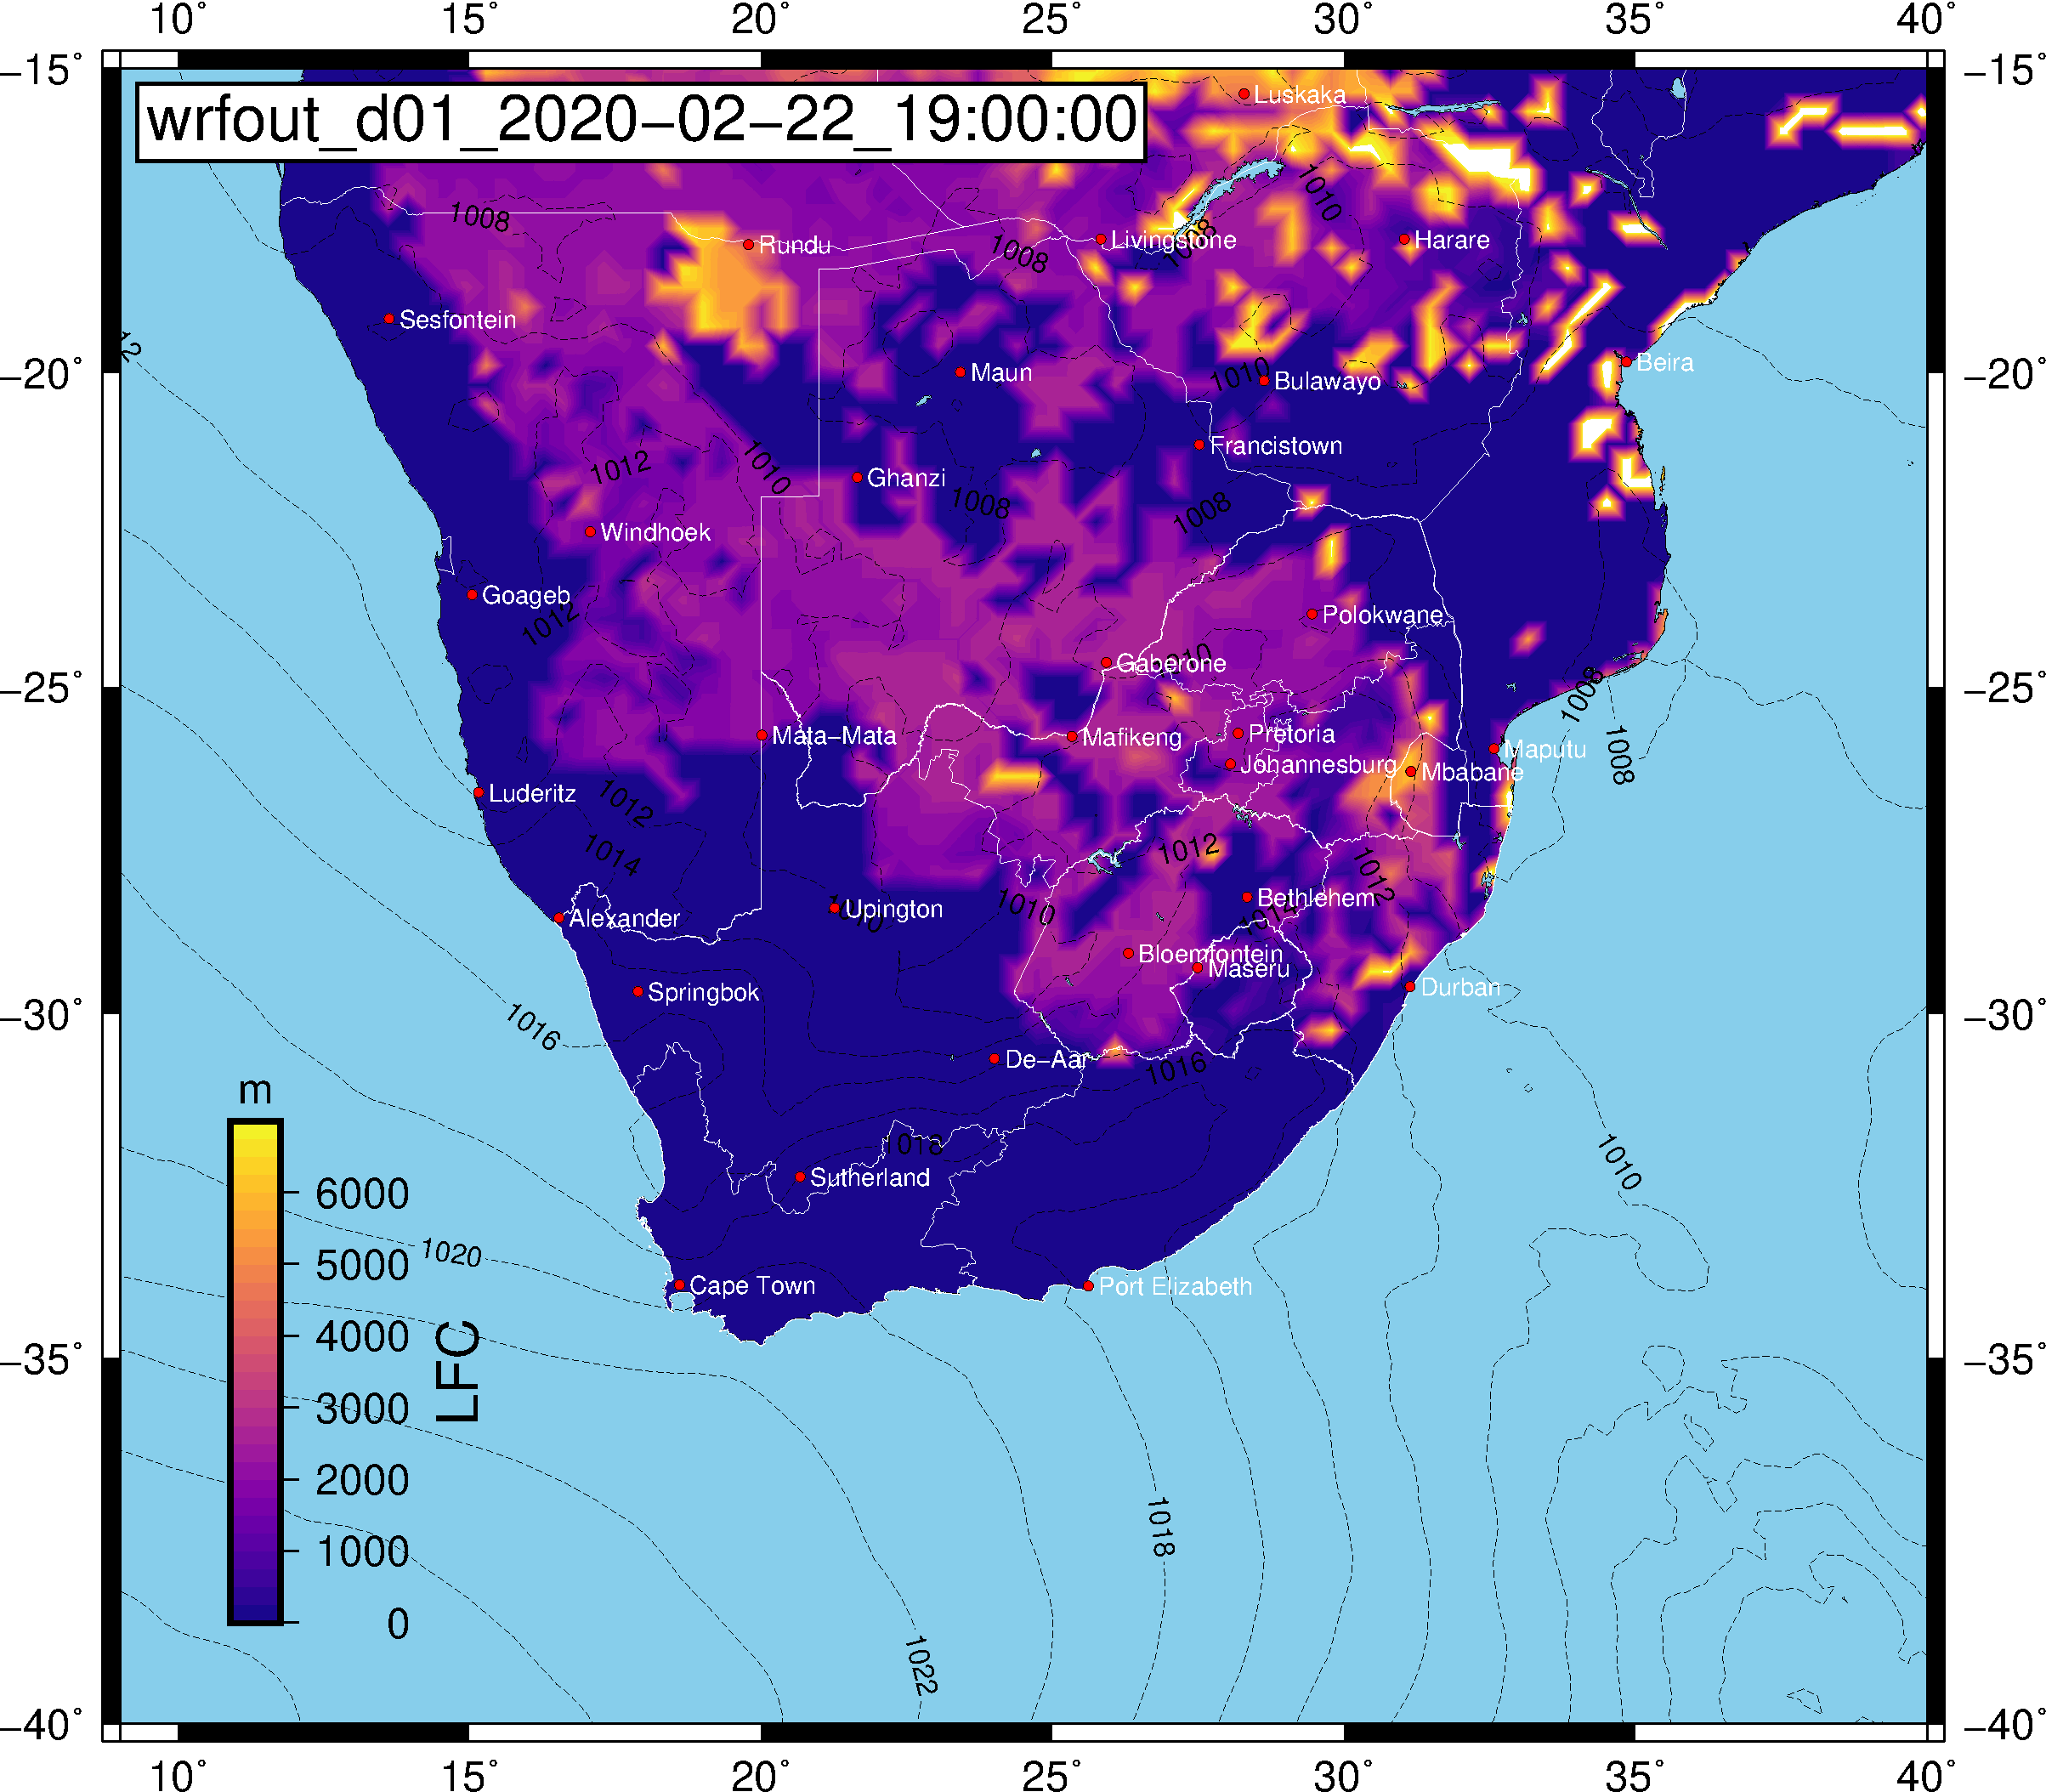 10° 15° 20° 25° 30° 35° 40°
−15° −15°
wrfout_d01_2020−02−22_19:00:00
Luskaka
1010
1008
Rundu
1008
Livingstone
1008
Harare
Sesfontein
1012
−20° −20°
Maun
1010
Bulawayo
Beira
Francistown
1012
1010
Ghanzi
1008
1008
Windhoek
Goageb
1012
Polokwane
Gaberone
1010
−25° −25°
1008
Mata−Mata
Mafikeng
Pretoria
Johannesburg
Mbabane
Maputu
1008
Luderitz
1012
1014
1012
1012
Bethlehem
1014
Alexander
Upington
1010
1010
Bloemfontein
Maseru
Springbok
Durban
−30° −30°
1016
De−Aar
1016
m
1018
1010
Sutherland
6000
1020
5000
Cape Town
Port Elizabeth
4000
LFC
−35° −35°
3000
2000
1018
1000
0
1022
−40° −40°
10° 15° 20° 25° 30° 35° 40°